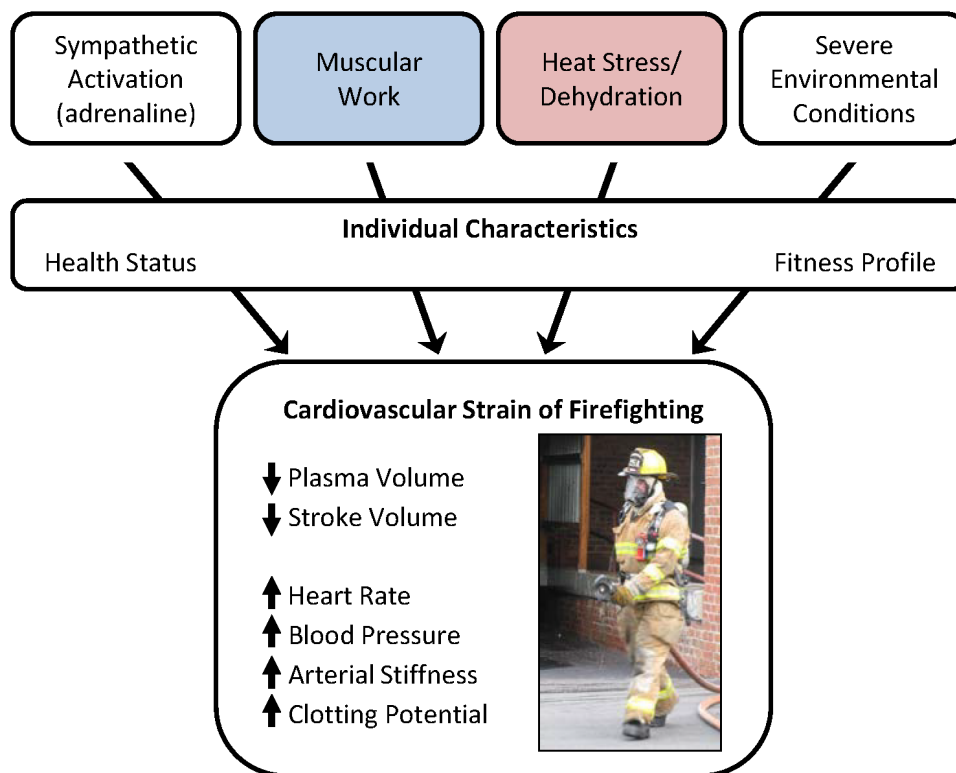 Sympathetic
Activation
(adrenaline)
Muscular
Work
Heat Stress/
Dehydration
Severe
Environmental
Conditions
Individual Characteristics
Health Status
Fitness Profile
Cardiovascular Strain of Firefighting
Plasma Volume
Stroke Volume
Heart Rate
Blood Pressure
Arterial Stiffness
Clotting Potential